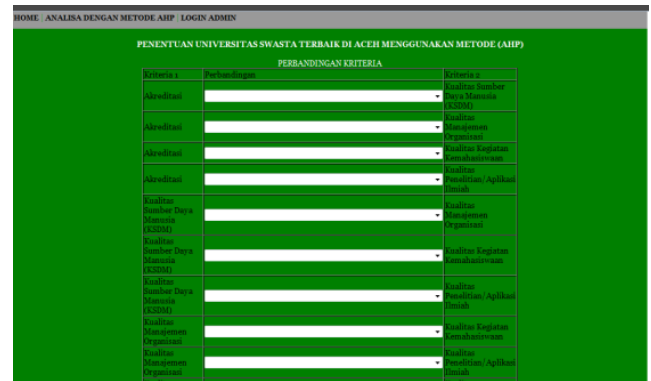 HOME | ANALISA DENGAN METODE AHP | LOGIN ADMIN
PENENTUAN UNIVERSITAS SWASTA TERBAIK DI ACEH MENGGUNAKAN METODE (AHP)
PERBANDINGAN KRITERIA
Kriteria 1 Perbandingan Kriteria 2
Akreditasi
Kualitas Sumber
Daya Manusia
(KSDM)
Akreditasi
Kualitas
Manajemen
Organisasi
Akreditasi
Kualitas Kegiatan
Kemahasiswaan
Akreditasi
Kualitas
Penelitian/Aplikasi
Ilmiah
Kualitas
Sumber Daya
Manusia
(KSDM)
Kualitas
Manajemen
Organisasi
Kualitas
Sumber Daya
Manusia
(KSDM)
Kualitas Kegiatan
Kemahasiswaan
Kualitas
Sumber Daya
Manusia
(KSDM)
Kualitas
Penelitian/Aplikasi
Ilmiah
Kualitas
Manajemen
Organisasi
Kualitas Kegiatan
Kemahasiswaan
Kualitas
Manajemen
Organisasi
Kualitas
Penelitian/Aplikasi
Ilmiah